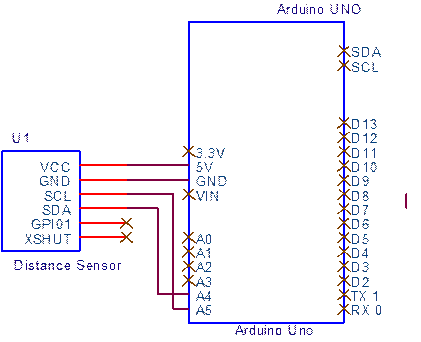 Arduino UNO
SDA
SCL
D13
D12
D11
D10
D9
D8
D7
D6
D5
D4
D3
D2
TX 1
RX 0
3.3V
5V
GND
VIN
A0
A1
A2
A3
A4
A5
Arduino Uno
U1
VCC
GND
SCL
SDA
GPI01
XSHUT
Distance Sensor